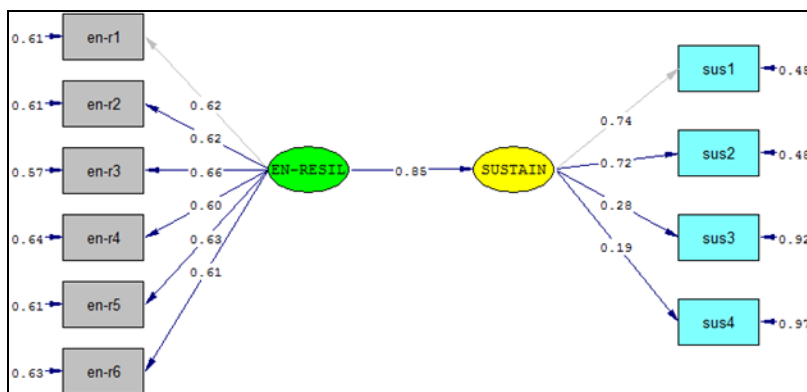 0.61 en-r1
0.61 en-r2
0.57 en-r3
0.64 en-r4
0.61 en-r5
0.63 en-r6
0.62
0.62
0.66
0.60
0.63
0.61
EN-RESIL
0.85
SUSTAIN
0.74
0.72
0.28
0.19
sus1 0.48
sus2 0.48
sus3 0.92
sus4 0.97